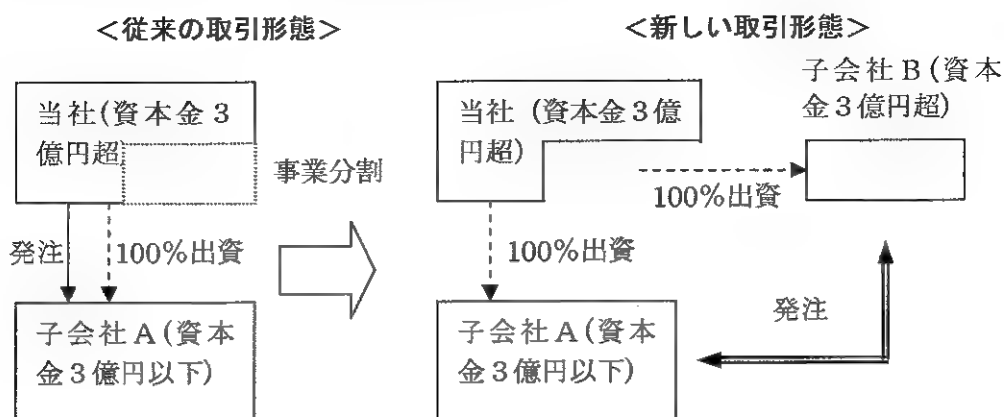 <従来の取引形態>
当社(資本金3
億円超
事業分割
発注
100%出資
子会社A(資本
金3億円以下)
<新しい取引形態>
当社(資本金3億
円超)
子会社B(資本
金3億円超)
100%出資
100%出資
発注
子会社A(資本
金3億円以下)